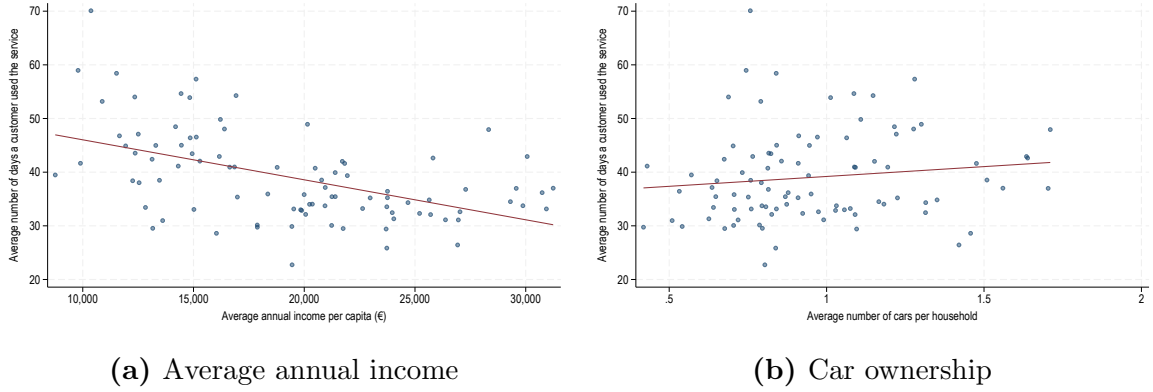 70
60
50
40
30
20
Average number of days a customer used the service
10,000 15,000 20,000 25,000 30,000
Average annual income per capita (€)
(a) Average annual income
70
60
50
40
30
20
Average number of days a customer used the service
.5 1 1.5 2
Average number of cars per household
(b) Car ownership